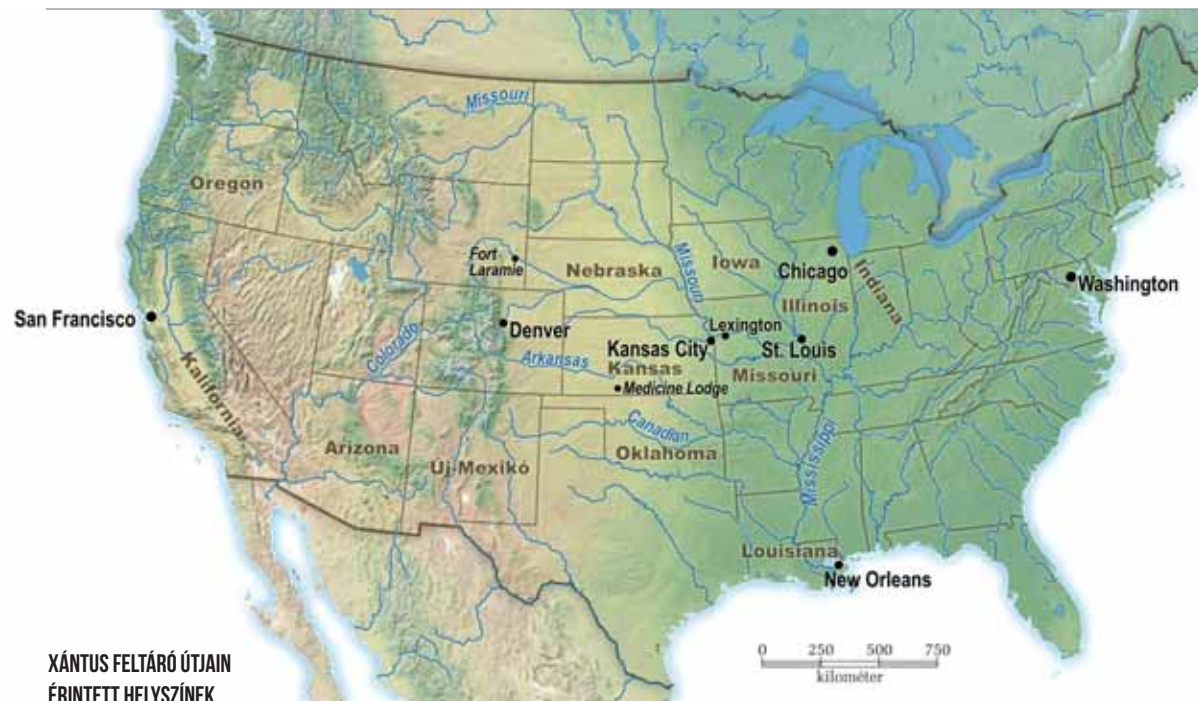 Missouri
Oregon
Fort
Laramie
Nebraska
Missouri
Iowa
Chicago
Indiana
Illinois
Washington
San Francisco
Kalifornia
Colorado
Denver
Arkansas
Kansas City
Lexington
St. Louis
Kansas
Missouri
Medicine Lodge
Canadian
Oklahoma
Arizona
Új-Mexikó
Mississippi
Louisiana
New Orleans
0 250 500 750
kilométer
XÁNTUS FELTÁRÓ ÚTJAIN
ÉRINTETT HELYSZÍNEK